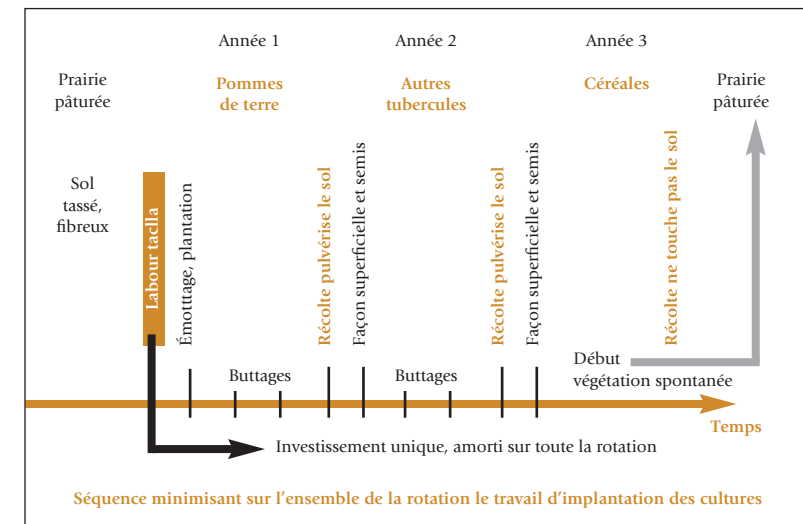 Année 1
Année 2
Année 3
Prairie
pâturée
Pommes
de terre
Autres
tubercules
Céréales
Prairie
pâturée
Sol
tassé,
fibreux
Labour taclla
Émotttage, plantation
Récolte pulvérise le sol
Façon superficielle et semis
Récolte pulvérise le sol
Façon superficielle et semis
Récolte ne touche pas le sol
Buttages
Buttages
Début
végétation spontanée
Temps
Investissement unique, amorti sur toute la rotation
Séquence minimisant sur l'ensemble de la rotation le travail d'implantation des cultures